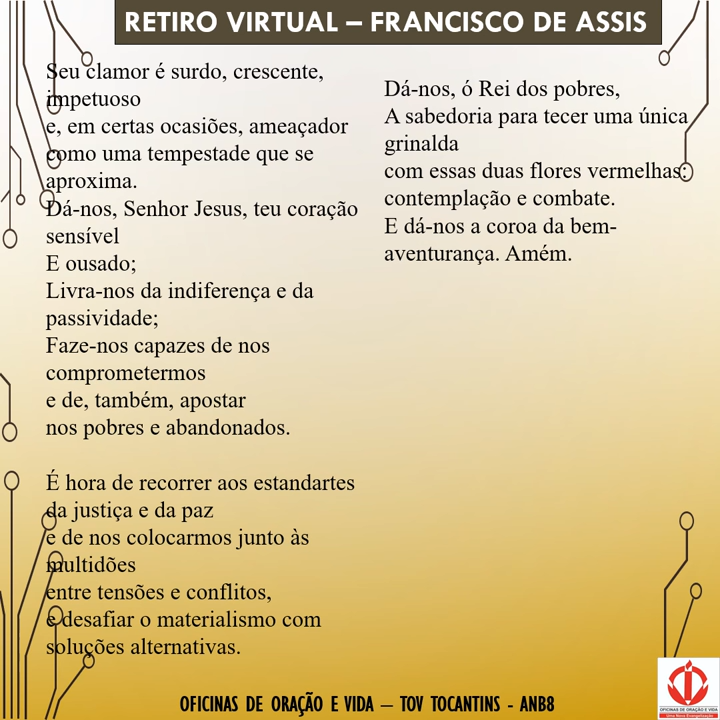 RETIRO VIRTUAL – FRANCISCO DE ASSIS
Seu clamor é surdo, crescente,
impetuoso
e, em certas ocasiões, ameaçador
como uma tempestade que se
aproxima.
Dá-nos, Senhor Jesus, teu coração
sensível
E ousado;
Livra-nos da indiferença e da
passividade;
Faze-nos capazes de nos
comprometermos
e de, também, apostar
nos pobres e abandonados.
É hora de recorrer aos estandartes
da justiça e da paz
e de nos colocarmos junto às
multidões
entre tensões e conflitos,
e desafiar o materialismo com
soluções alternativas.
Dá-nos, ó Rei dos pobres,
A sabedoria para tecer uma única
grinalda
com essas duas flores vermelhas:
contemplação e combate.
E dá-nos a coroa da bem-
aventurança. Amém.
OFICINAS DE ORAÇÃO E VIDA – TOV TOCANTINS - ANB8
OFICINAS DE ORAÇÃO E VIDA
Uma Nova Evangelização